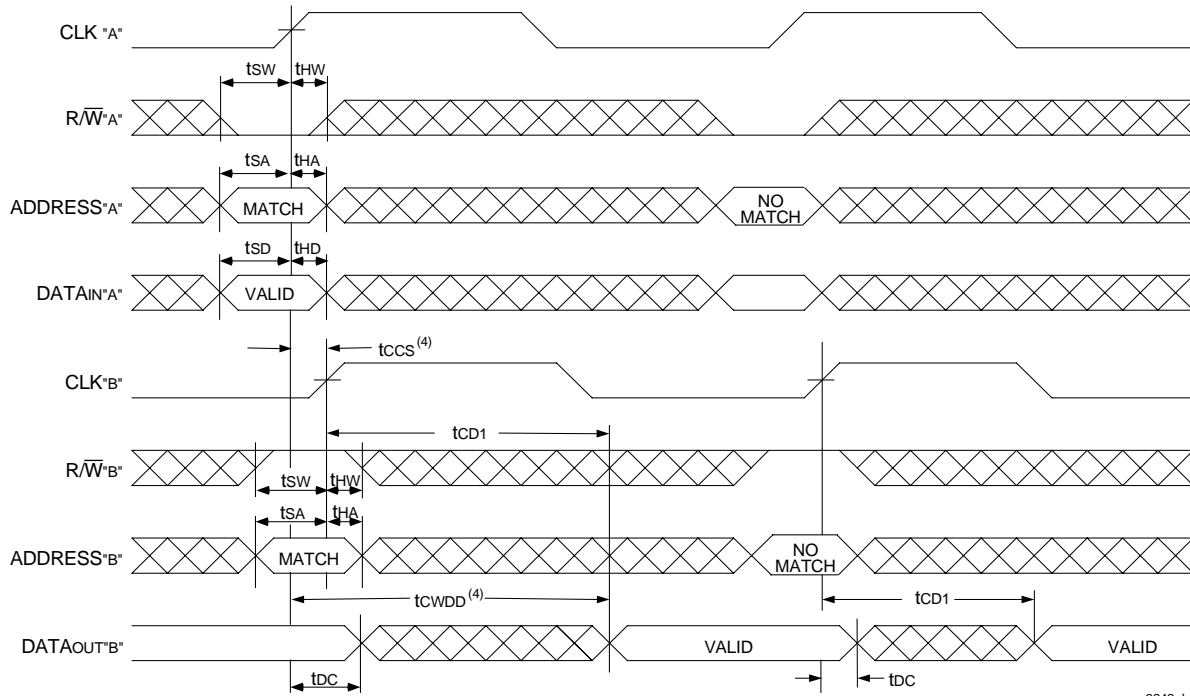 CLK "A"
tSW tHW
R/W̅"A"
tSA tHA
ADDRESS"A" MATCH NO MATCH
tSD tHD
DATAIN"A" VALID
tCCS(4)
CLK"B"
tCD1
R/W̅"B"
tSW tHW
tSA tHA
ADDRESS"B" MATCH NO MATCH
tCWDD(4) tCD1
DATAOUT"B" VALID VALID
tDC tDC